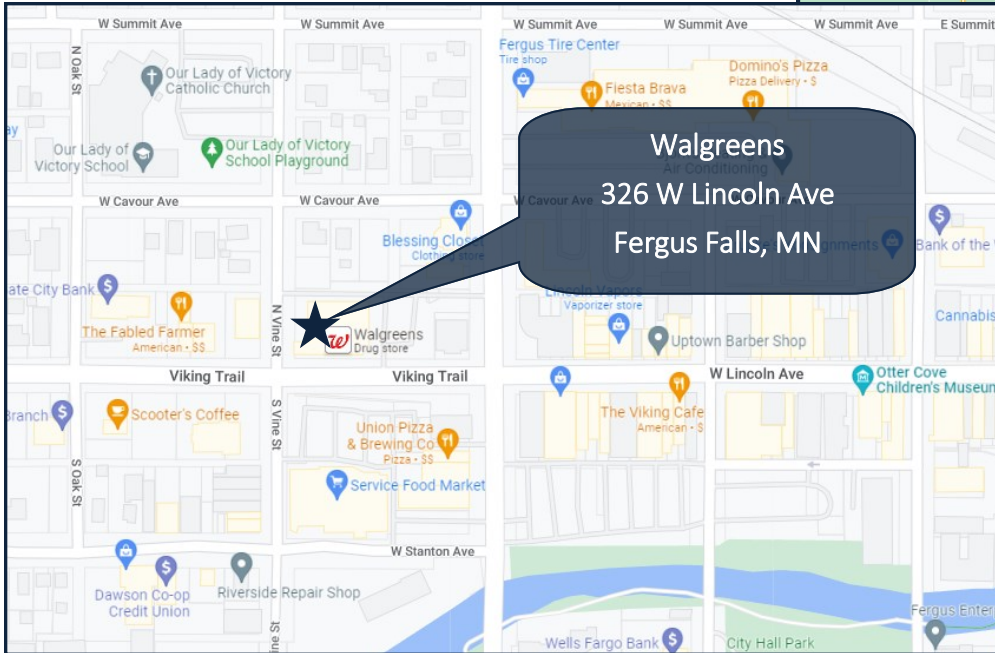 W Summit Ave
W Summit Ave
W Summit Ave
W Summit Ave
W Summit Ave
E Summit
N Oak St
Our Lady of Victory
Catholic Church
Our Lady of
Victory School
Our Lady of Victory
School Playground
Fergus Tire Center
Tire shop
Fiesta Brava
Mexican · $$
Domino's Pizza
Pizza Delivery · $
ay
Walgreens
326 W Lincoln Ave
Fergus Falls, MN
Air Conditioning
W Cavour Ave
W Cavour Ave
W Cavour Ave
Blessing Closet
Clothing store
Bank of the
ate City Bank
The Fabled Farmer
American · $$
N Vine St
Walgreens
Drug store
Lincoln Vapors
Vaporizer store
Uptown Barber Shop
Cannabis
Viking Trail
Viking Trail
W Lincoln Ave
Otter Cove
Children's Museum
Branch
Scooter's Coffee
S Vine St
Union Pizza
& Brewing Co
Pizza · $$
The Viking Cafe
American · $
S Oak St
Service Food Market
W Stanton Ave
Dawson Co-op
Credit Union
Riverside Repair Shop
ine St
Wells Fargo Bank
City Hall Park
Fergus Enter